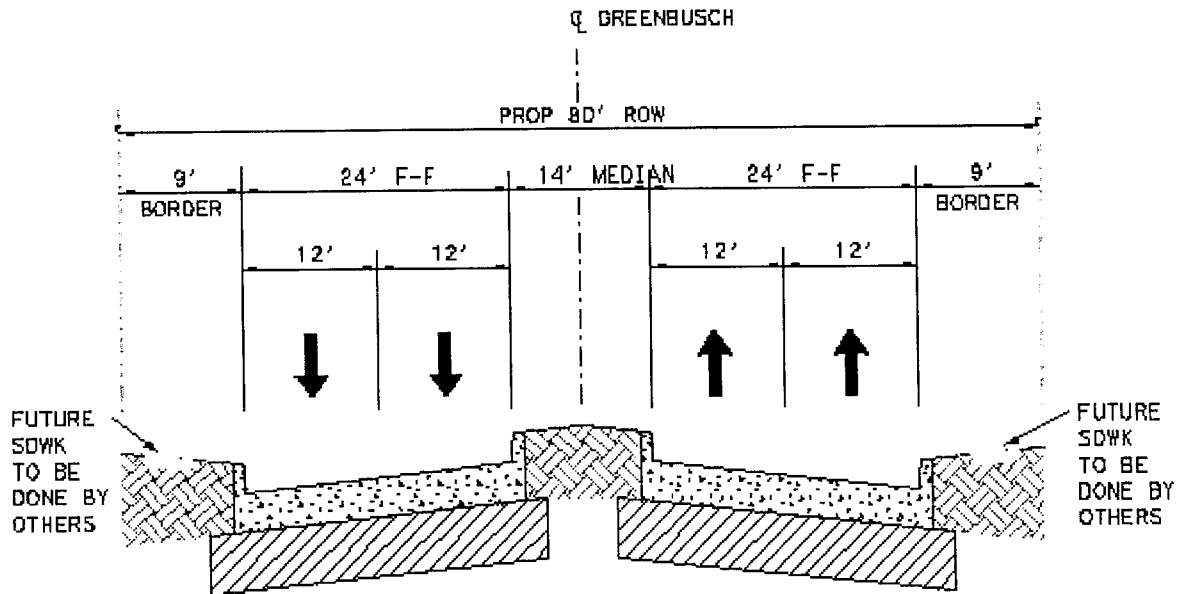 ℄ GREENBUSCH
PROP 80' ROW
9' 24' F-F 14' MEDIAN 24' F-F 9'
BORDER BORDER
12' 12' 12' 12'
FUTURE
SDWK
TO BE
DONE BY
OTHERS
FUTURE
SDWK
TO BE
DONE BY
OTHERS